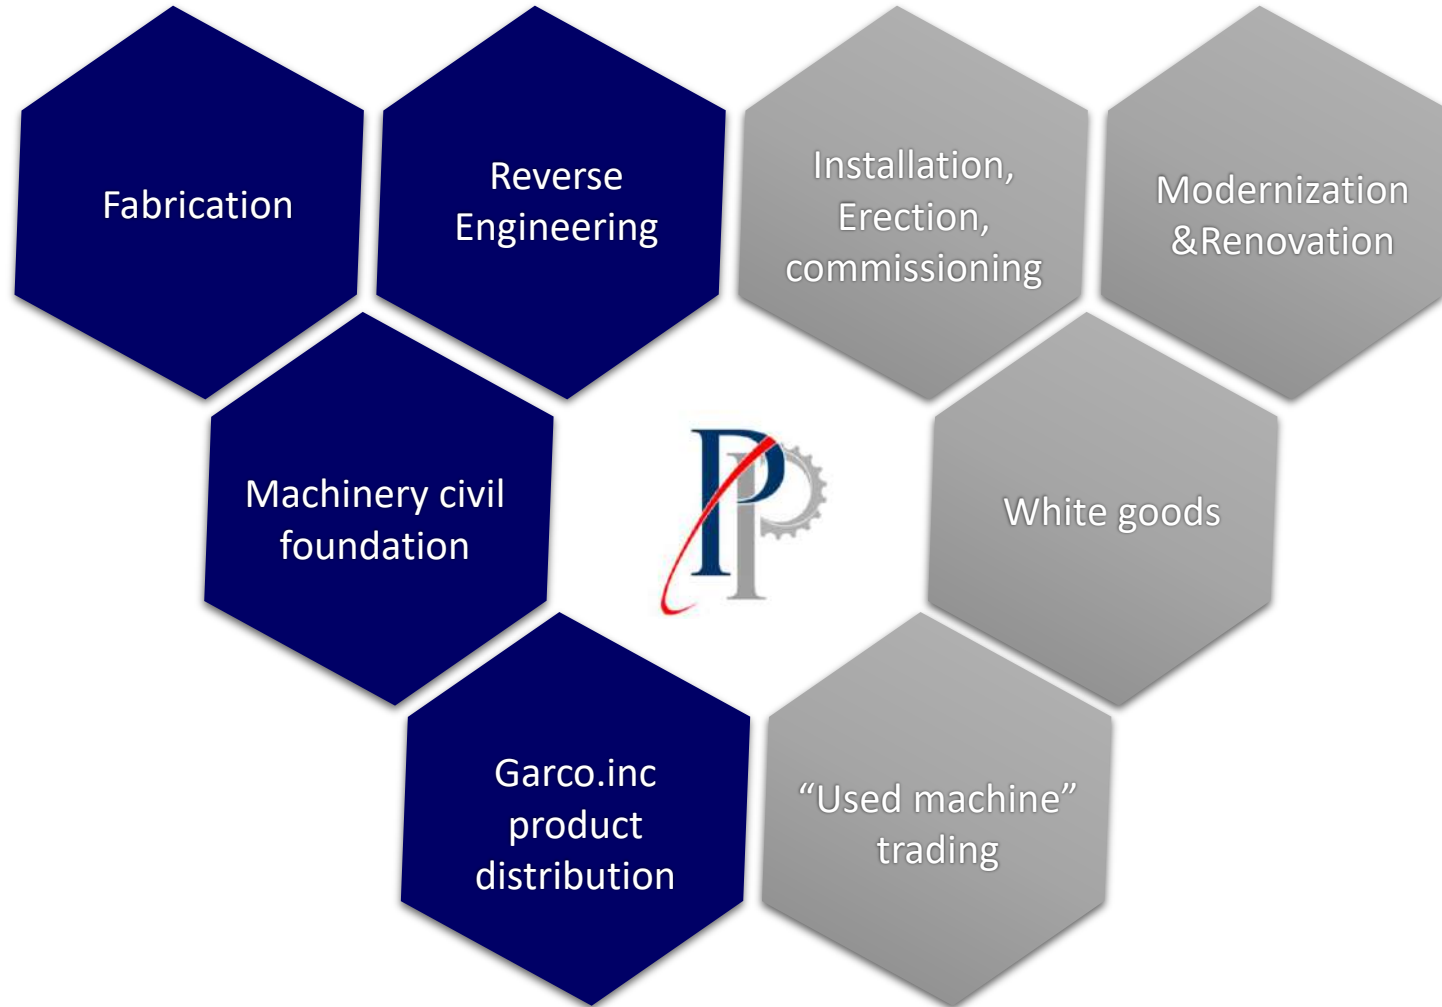 Fabrication
Reverse
Engineering
Installation,
Erection,
commissioning
Modernization
&Renovation
Machinery civil
foundation
PP
White goods
Garco.inc
product
distribution
“Used machine”
trading